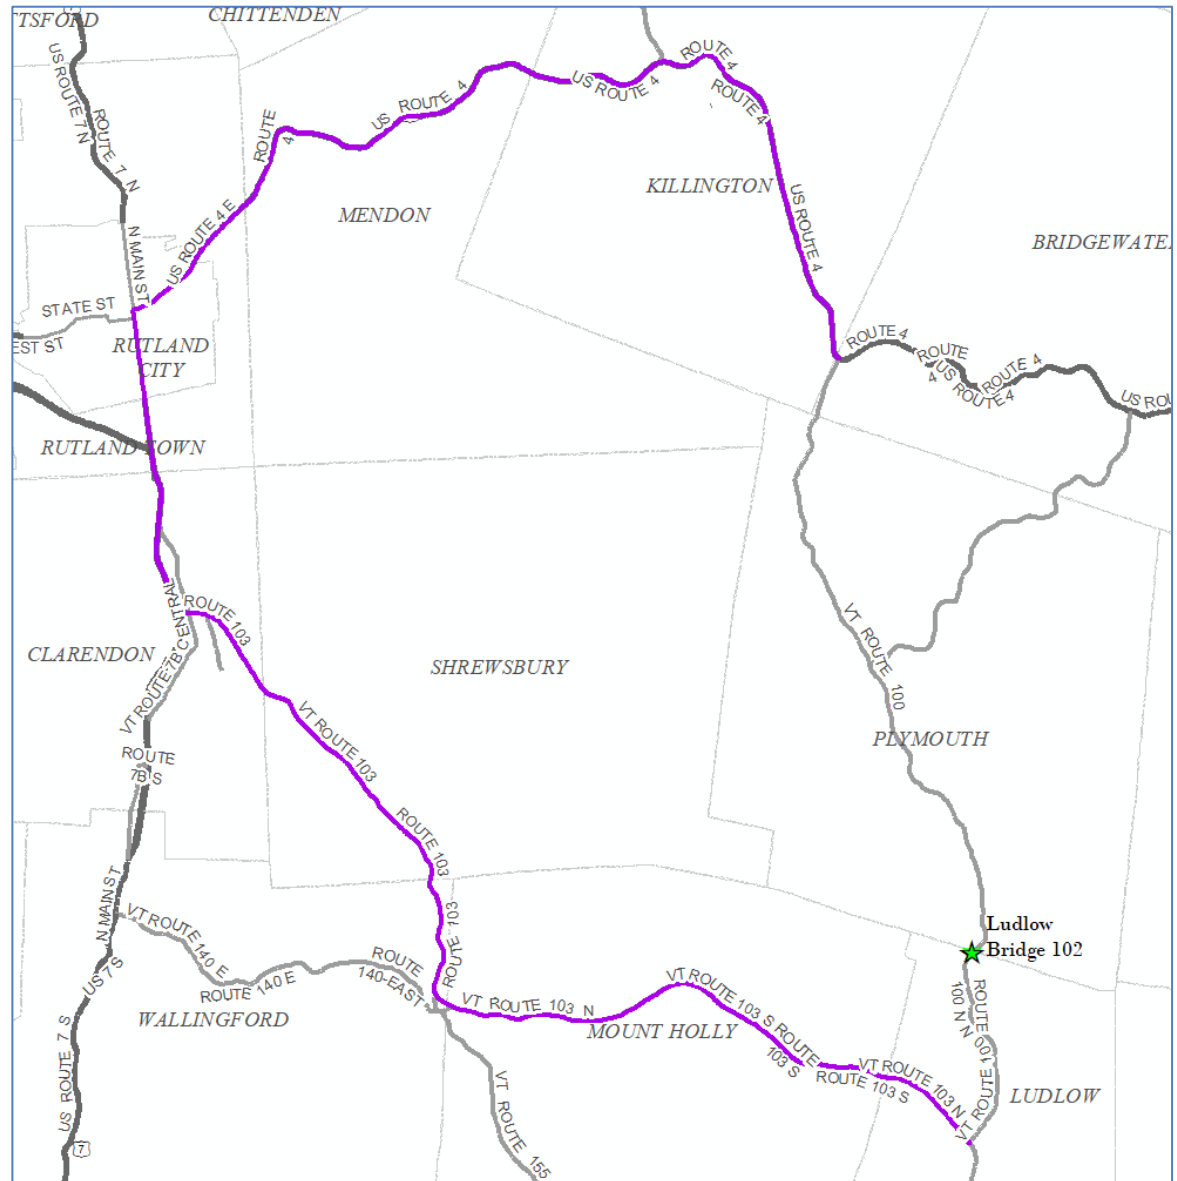 TTSFORD
CHITTENDEN
US ROUTE 7 N
ROUTE 7 N
ROUTE 4
US ROUTE 4
US ROUTE 4
ROUTE 4
ROUTE 4
US ROUTE 4
KILLINGTON
MENDON
BRIDGEWATE
US ROUTE 4 E
N MAIN ST
STATE ST
EST ST
RUTLAND
CITY
RUTLAND TOWN
ROUTE 4
ROUTE
4
US ROUTE 4
ROUTE 4
US ROU
CENTRAL
ROUTE 103
CLARENDON
VT ROUTE 7B
SHREWSBURY
VT ROUTE 100
VT ROUTE 103
PLYMOUTH
ROUTE
7B S
ROUTE 103
N MAIN ST
VT ROUTE 140 E
ROUTE 140 E
ROUTE
140-EAST
ROUTE 103
Ludlow
Bridge 102
US 7 S
WALLINGFORD
VT ROUTE 103 N
MOUNT HOLLY
VT ROUTE 103 S
ROUTE
103 S
ROUTE 103 S
VT ROUTE 103 N
ROUTE 100 N
VT ROUTE 100 N
LUDLOW
US ROUTE 7 S
7
VT ROUTE 155